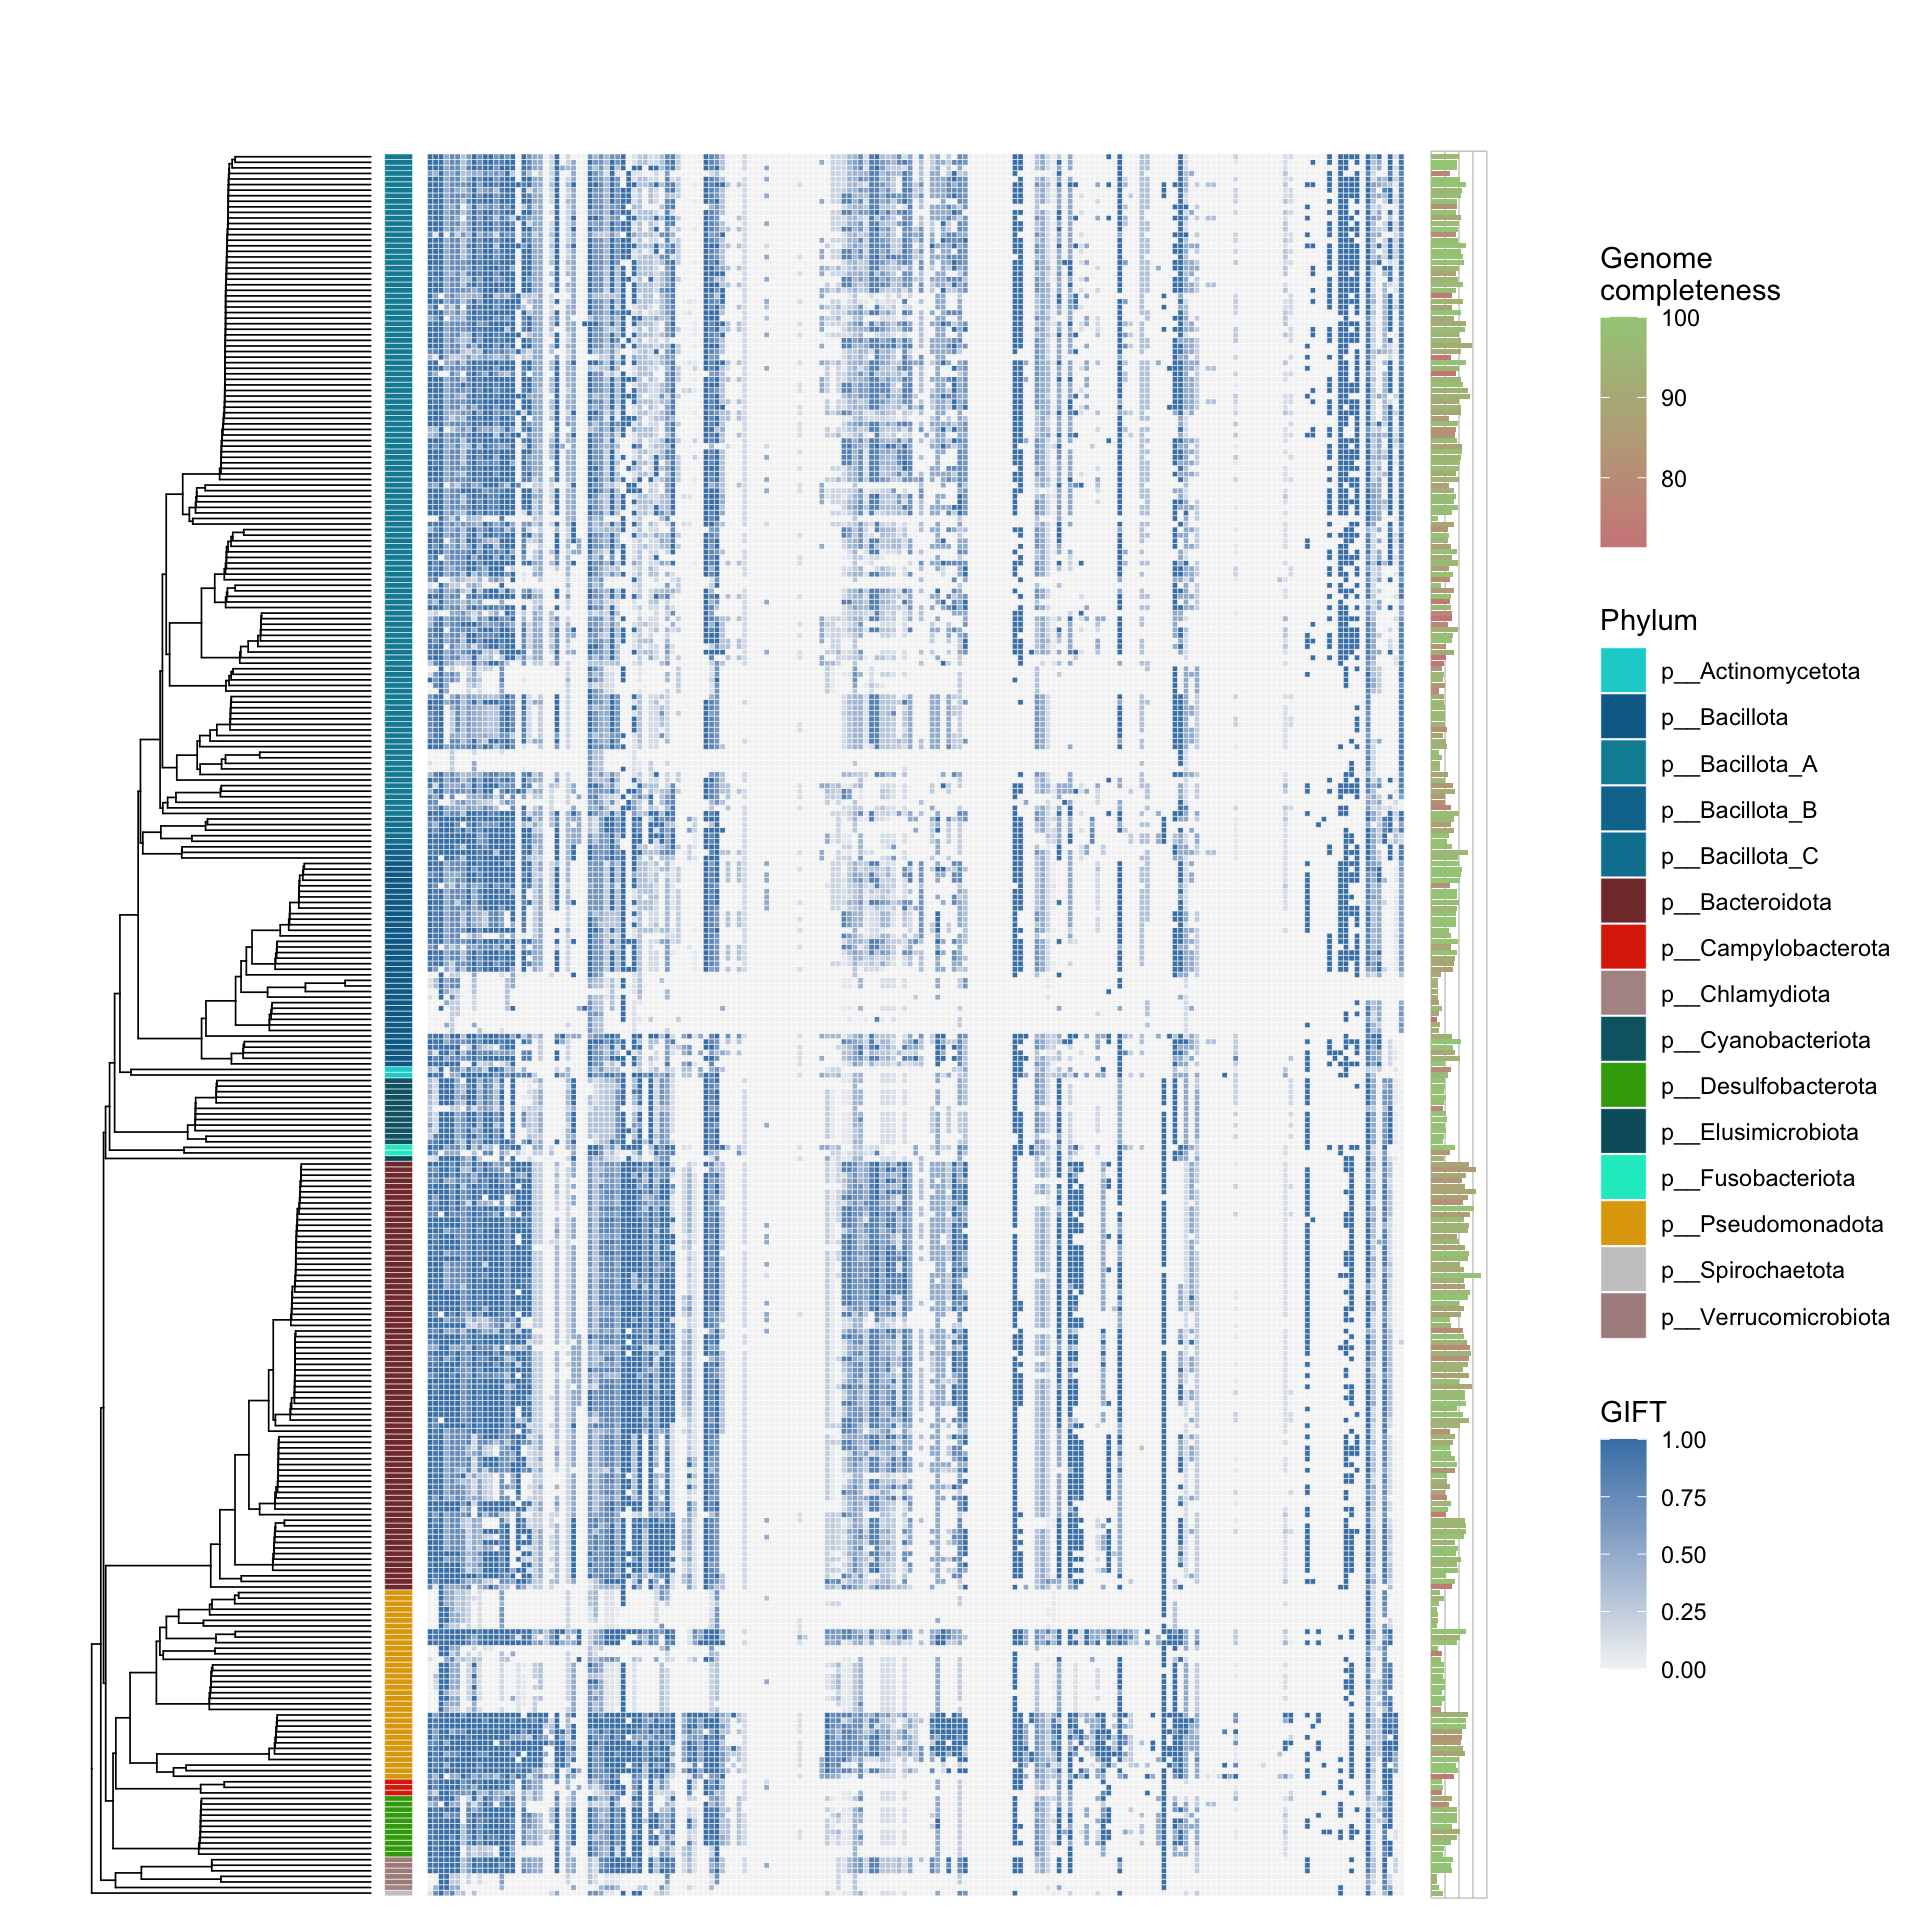 Genome
completeness
100
90
80
Phylum
p__Actinomycetota
p__Bacillota
p__Bacillota_A
p__Bacillota_B
p__Bacillota_C
p__Bacteroidota
p__Campylobacterota
p__Chlamydiota
p__Cyanobacteriota
p__Desulfobacterota
p__Elusimicrobiota
p__Fusobacteriota
p__Pseudomonadota
p__Spirochaetota
p__Verrucomicrobiota
GIFT
1.00
0.75
0.50
0.25
0.00